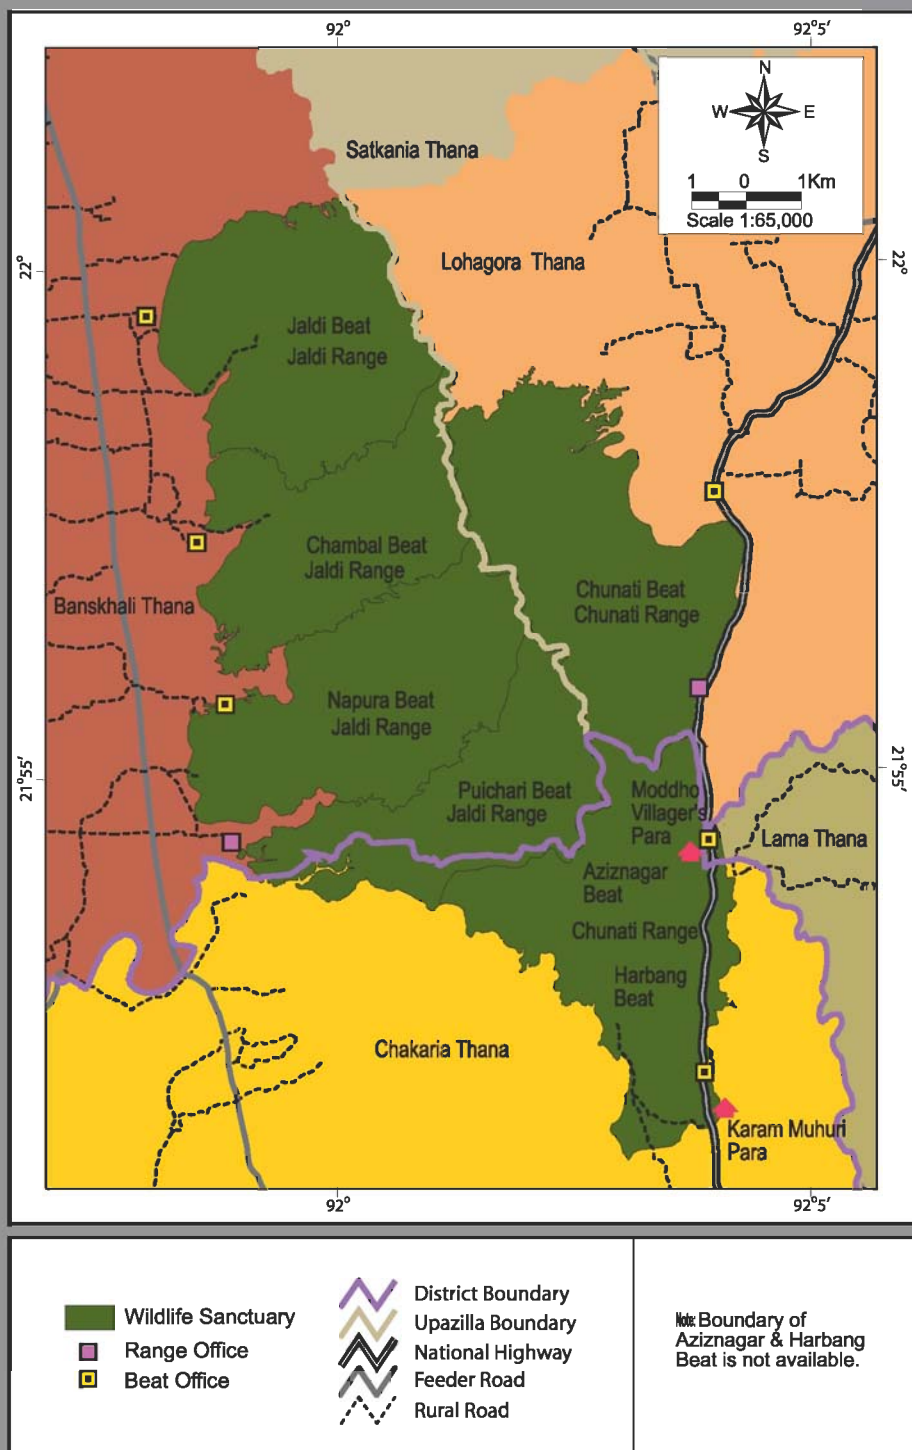 92°
92°5'
N
W E
S
1 0 1Km
Scale 1:65,000
Satkania Thana
Lohagora Thana
22°
22°
Jaldi Beat
Jaldi Range
Chambal Beat
Jaldi Range
Chunati Beat
Chunati Range
Banskhali Thana
Napura Beat
Jaldi Range
21°55'
21°55'
Puichari Beat
Jaldi Range
Moddho
Villager's
Para
Lama Thana
Aziznagar
Beat
Chunati Range
Harbang
Beat
Chakaria Thana
Karam Muhuri
Para
92°
92°5'
Wildlife Sanctuary
Range Office
Beat Office
District Boundary
Upazilla Boundary
National Highway
Feeder Road
Rural Road
Note: Boundary of
Aziznagar & Harbang
Beat is not available.